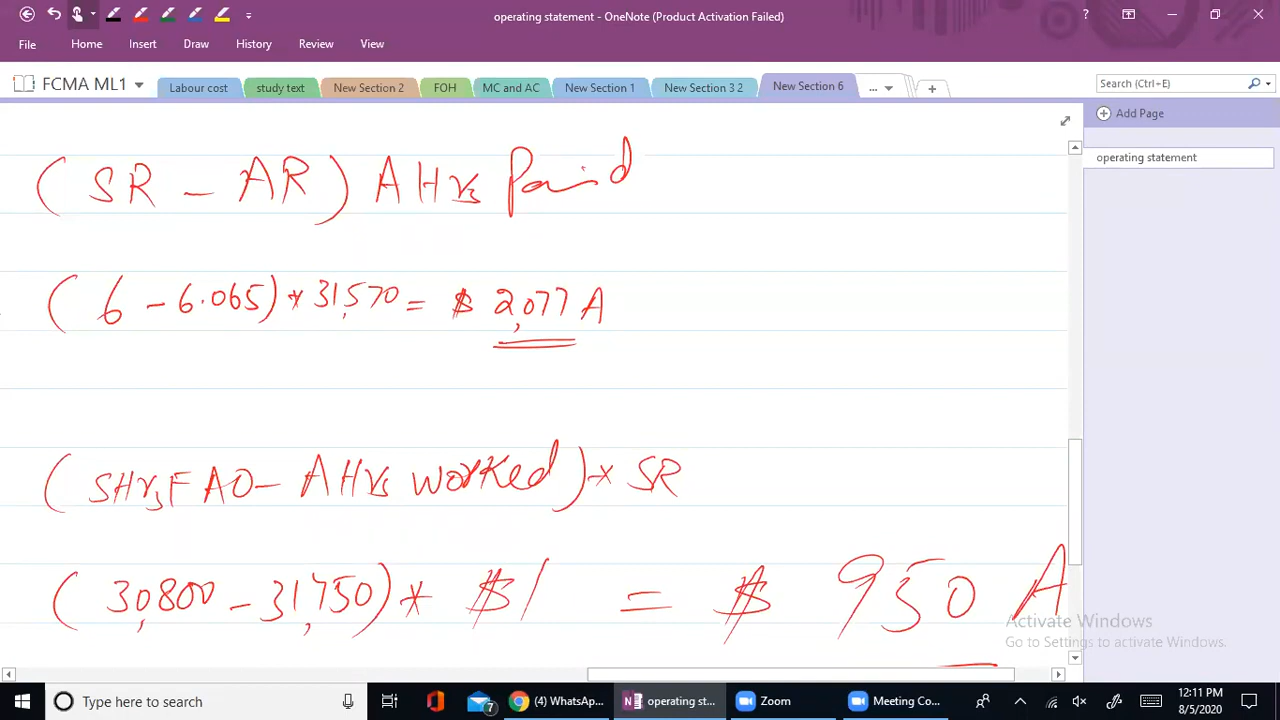 operating statement - OneNote (Product Activation Failed)
?
File Home Insert Draw History Review View
FCMA ML1 Labour cost study text New Section 2 FOH MC and AC New Section 1 New Section 3 2 New Section 6 ... + Search (Ctrl+E)
Add Page
operating statement
(SR - AR) AHrs Paid
(6 - 6.065) * 31,570 = $ 2,077 A
(SHrs FAO - AHrs worked) × SR
(30,800 - 31,750) * $1 = $ 950 A
Activate Windows
Go to Settings to activate Windows.
Type here to search
7
(4) WhatsApp...
operating st...
Zoom
Meeting Co...
12:11 PM
8/5/2020